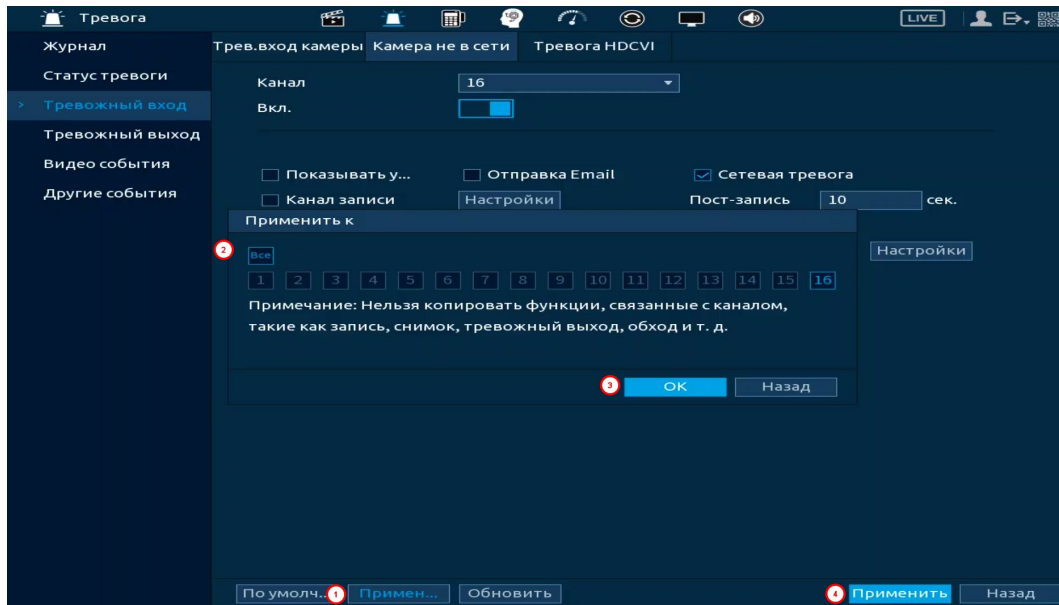 Тревога
LIVE
Журнал
Статус тревоги
> Тревожный вход
Тревожный выход
Видео события
Другие события
Трев.вход камеры Камера не в сети Тревога HDCVI
Канал 16
Вкл.
Показывать у... Отправка Email Сетевая тревога
Канал записи Настройки Пост-запись 10 сек.
Применить к
2 Все
Настройки
1 2 3 4 5 6 7 8 9 10 11 12 13 14 15 16
Примечание: Нельзя копировать функции, связанные с каналом,
такие как запись, снимок, тревожный выход, обход и т. д.
3 OK Назад
По умолч.. 1 Примен... Обновить 4 Применить Назад